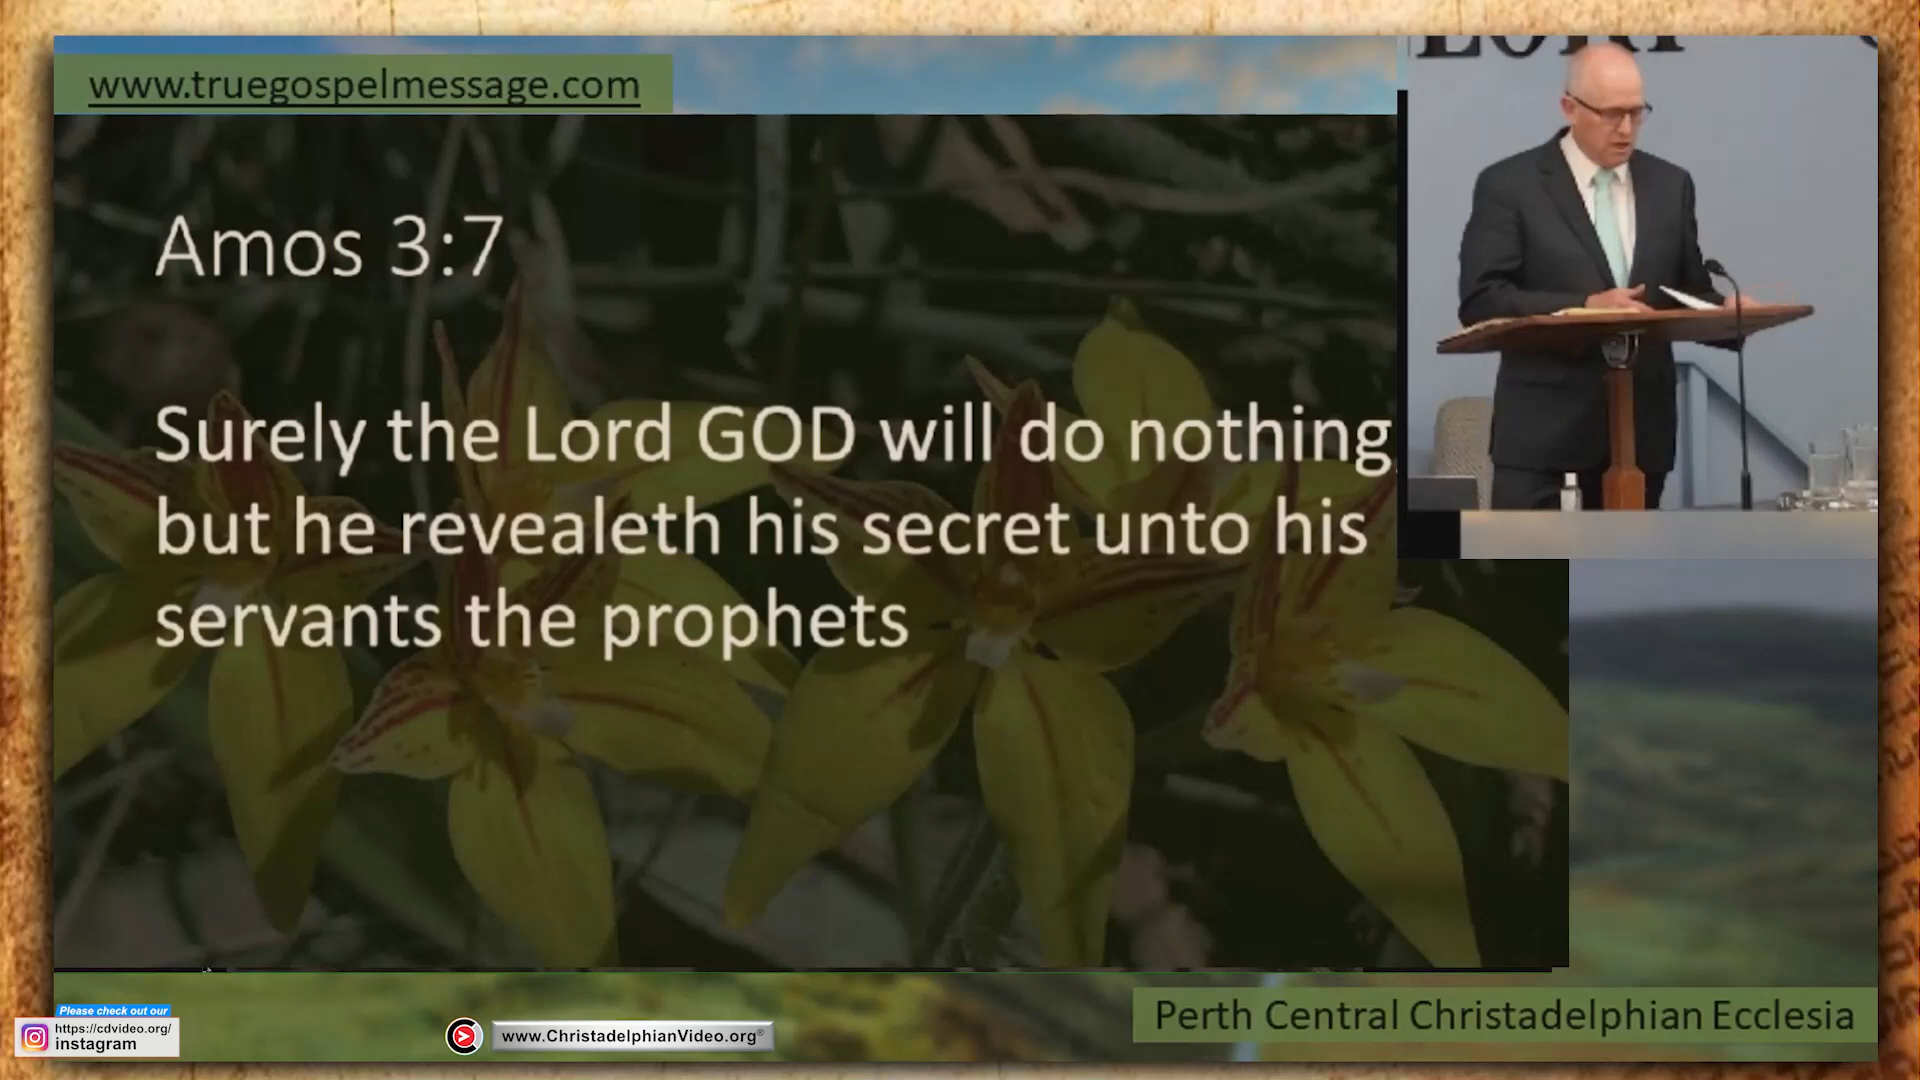 www.truegospelmessage.com
Amos 3:7
Surely the Lord GOD will do nothing
but he revealeth his secret unto his
servants the prophets
Perth Central Christadelphian Ecclesia
Please check out our
https://cdvideo.org/
instagram
www.ChristadelphianVideo.org®